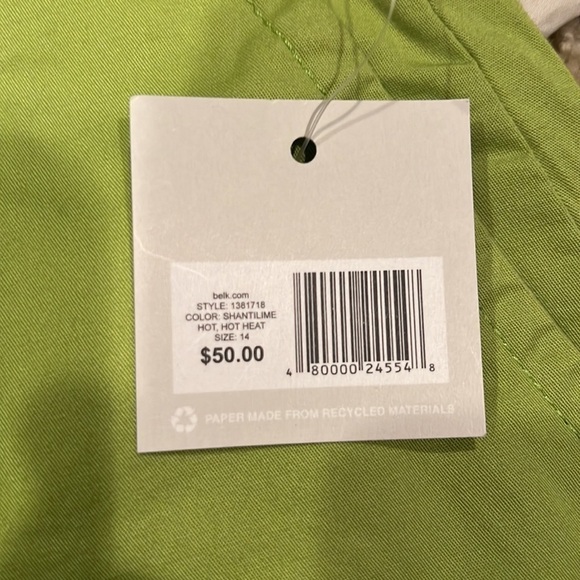 belk.com
STYLE: 1381718
COLOR: SHANTILIME
HOT, HOT HEAT
SIZE: 14
$50.00
4 80000 24554 8
PAPER MADE FROM RECYCLED MATERIALS